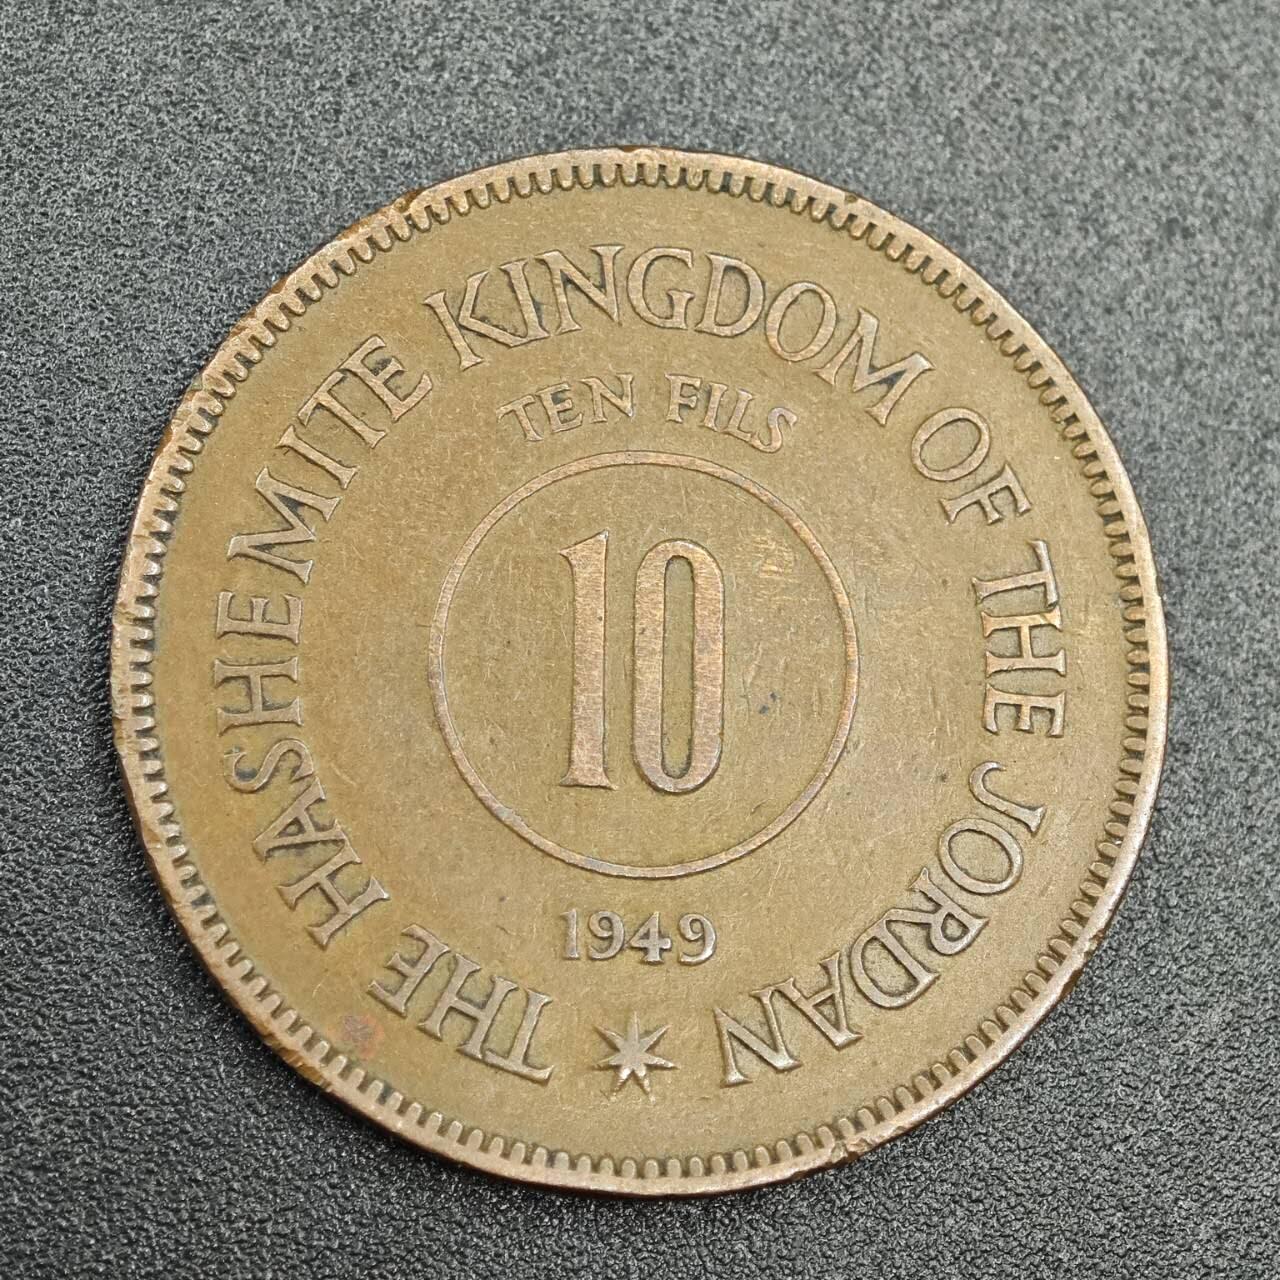 THE HASHEMITE KINGDOM OF THE JORDAN
TEN FILS
10
1949